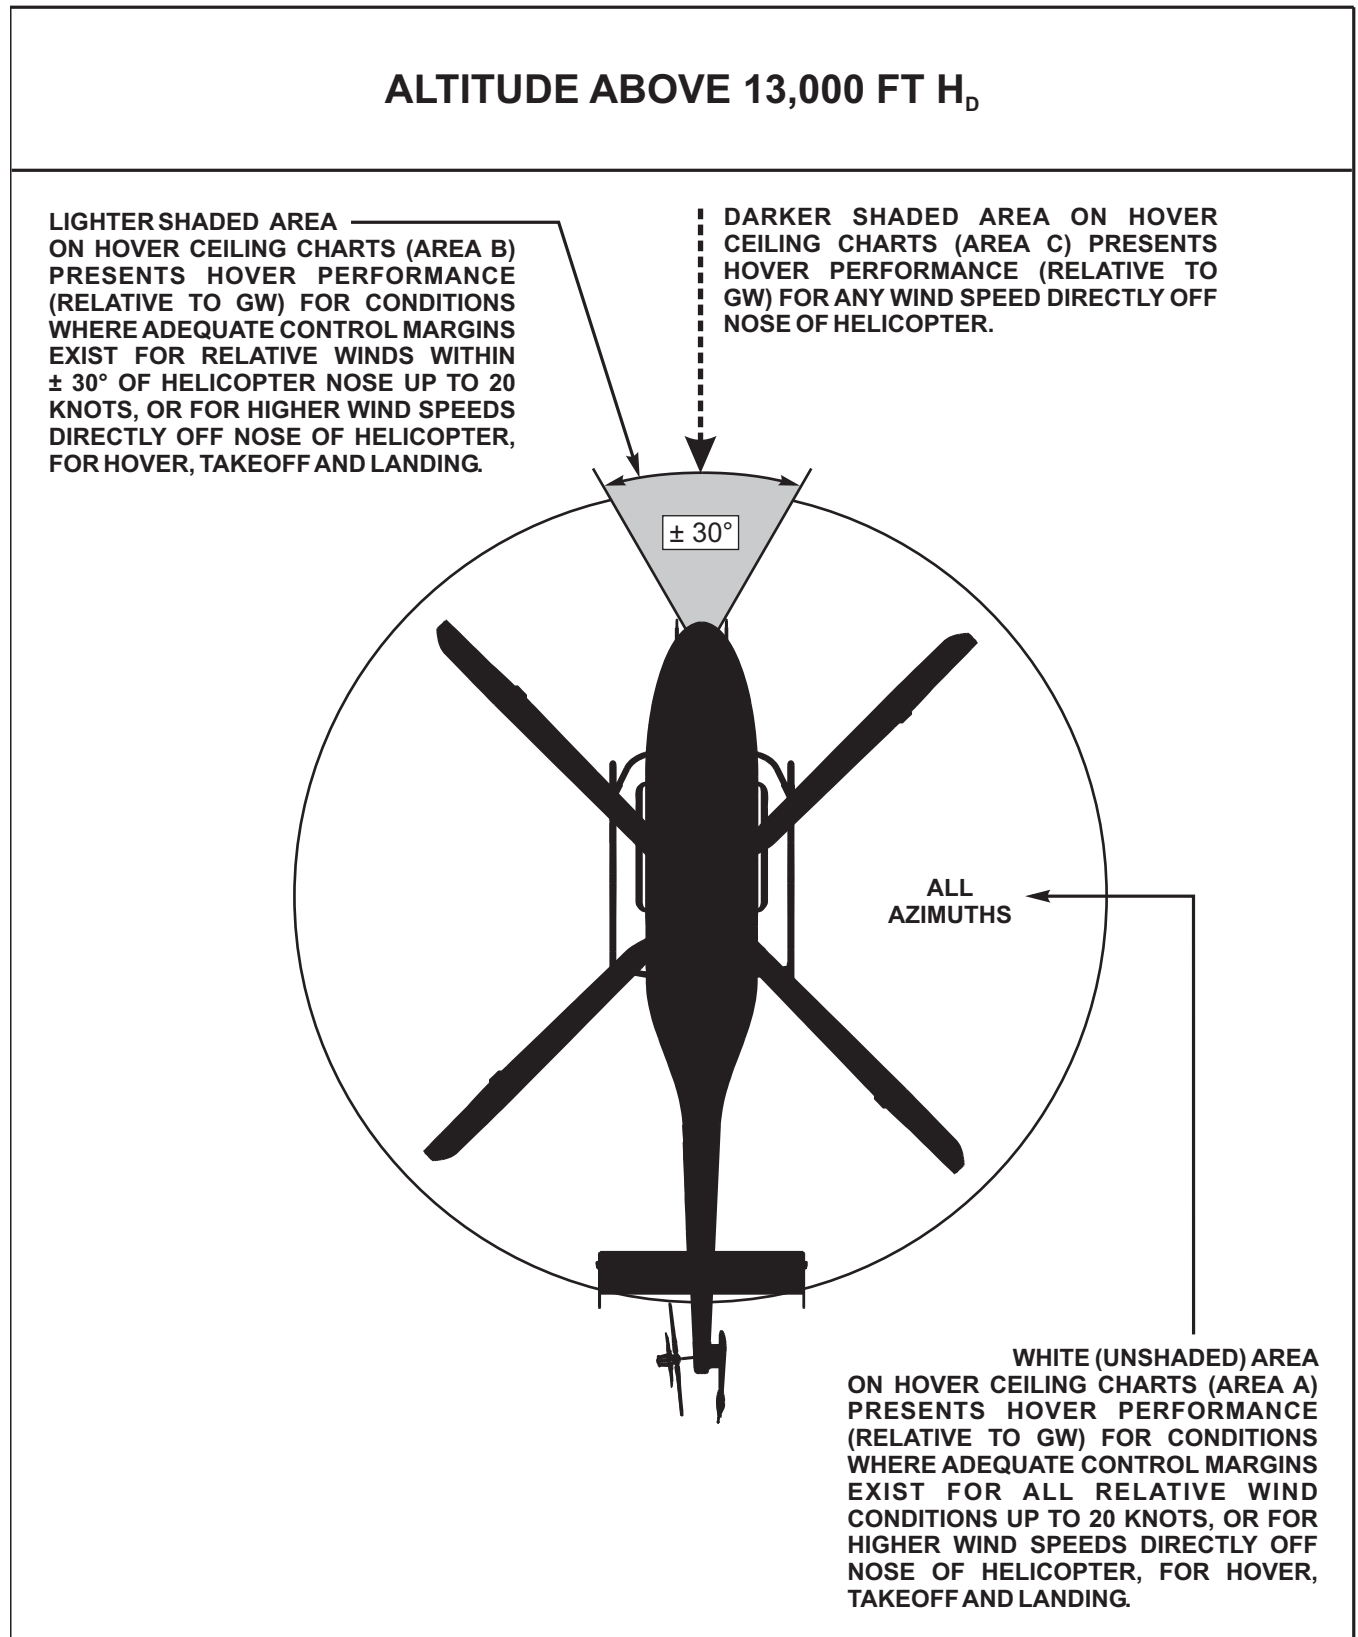 ALTITUDE ABOVE 13,000 FT HD
LIGHTER SHADED AREA
ON HOVER CEILING CHARTS (AREA B)
PRESENTS HOVER PERFORMANCE
(RELATIVE TO GW) FOR CONDITIONS
WHERE ADEQUATE CONTROL MARGINS
EXIST FOR RELATIVE WINDS WITHIN
± 30° OF HELICOPTER NOSE UP TO 20
KNOTS, OR FOR HIGHER WIND SPEEDS
DIRECTLY OFF NOSE OF HELICOPTER,
FOR HOVER, TAKEOFF AND LANDING.
DARKER SHADED AREA ON HOVER
CEILING CHARTS (AREA C) PRESENTS
HOVER PERFORMANCE (RELATIVE TO
GW) FOR ANY WIND SPEED DIRECTLY OFF
NOSE OF HELICOPTER.
± 30°
ALL
AZIMUTHS
WHITE (UNSHADED) AREA
ON HOVER CEILING CHARTS (AREA A)
PRESENTS HOVER PERFORMANCE
(RELATIVE TO GW) FOR CONDITIONS
WHERE ADEQUATE CONTROL MARGINS
EXIST FOR ALL RELATIVE WIND
CONDITIONS UP TO 20 KNOTS, OR FOR
HIGHER WIND SPEEDS DIRECTLY OFF
NOSE OF HELICOPTER, FOR HOVER,
TAKEOFF AND LANDING.